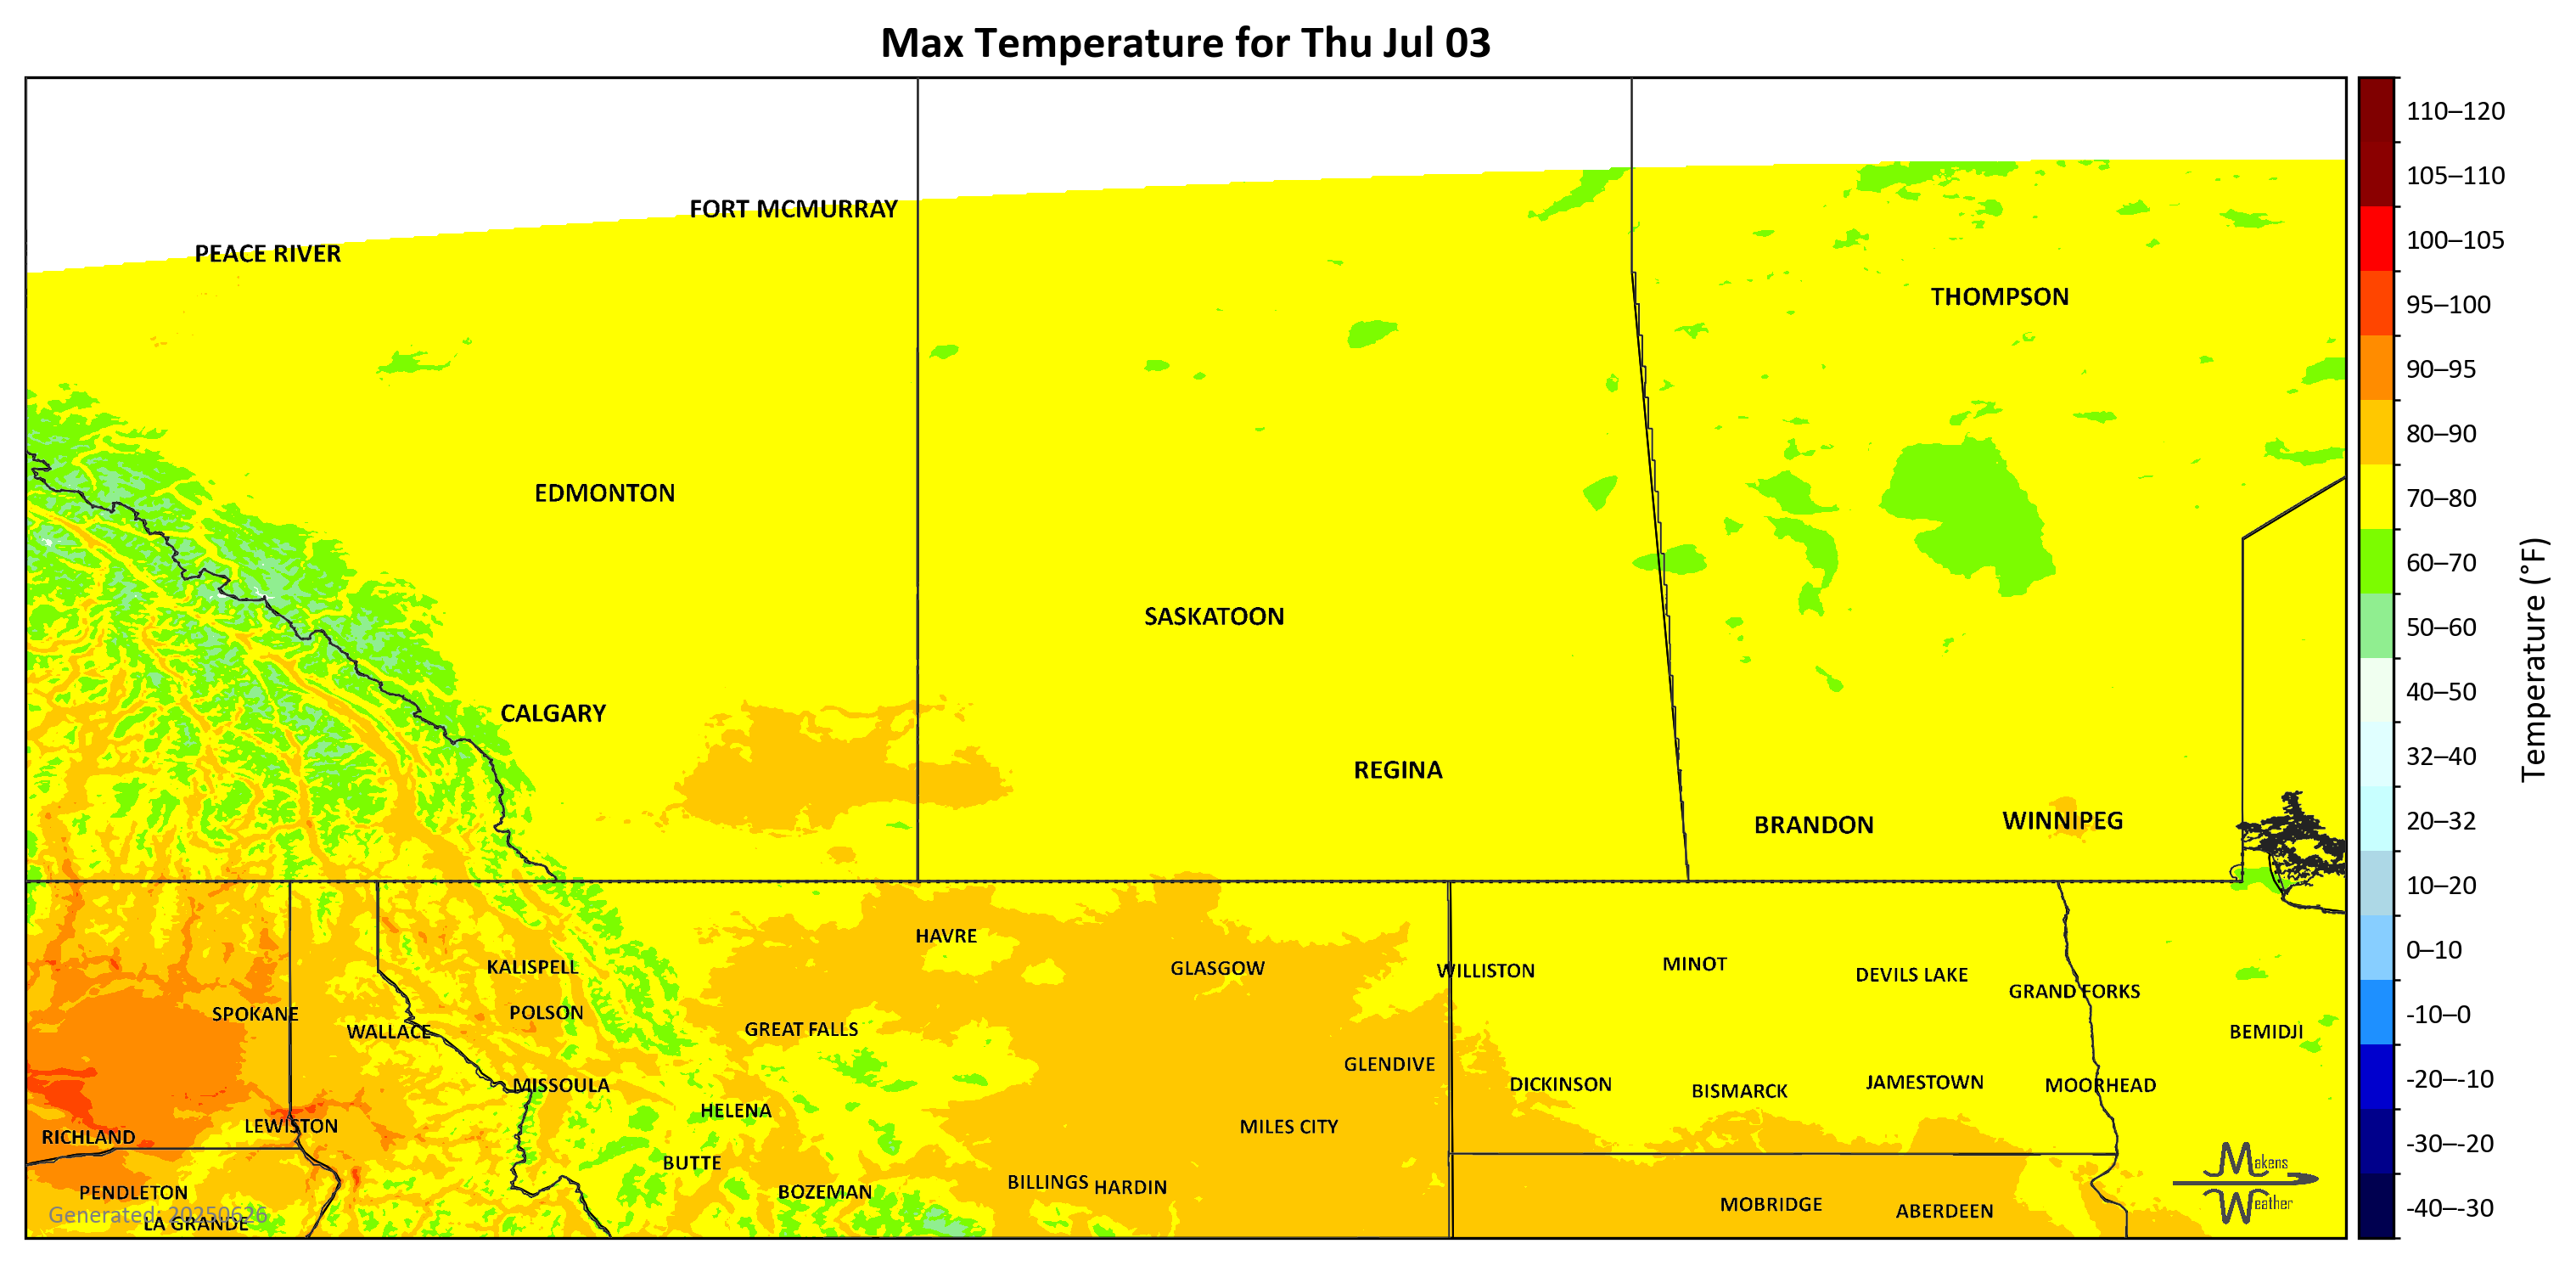 Max Temperature for Thu Jul 03
110–120
105–110
100–105
95–100
90–95
80–90
70–80
60–70
50–60
40–50
32–40
20–32
10–20
0–10
-10–0
-20–-10
-30–-20
-40–-30
Temperature (°F)
FORT MCMURRAY
PEACE RIVER
THOMPSON
EDMONTON
SASKATOON
CALGARY
REGINA
BRANDON
WINNIPEG
HAVRE
KALISPELL
GLASGOW
WILLISTON
MINOT
DEVILS LAKE
GRAND FORKS
SPOKANE
POLSON
WALLACE
GREAT FALLS
BEMIDJI
GLENDIVE
MISSOULA
DICKINSON
BISMARCK
JAMESTOWN
MOORHEAD
HELENA
LEWISTON
MILES CITY
RICHLAND
BUTTE
PENDLETON
BOZEMAN
BILLINGS
HARDIN
MOBRIDGE
ABERDEEN
Generated: 20250626
LA GRANDE
Makens
Weather